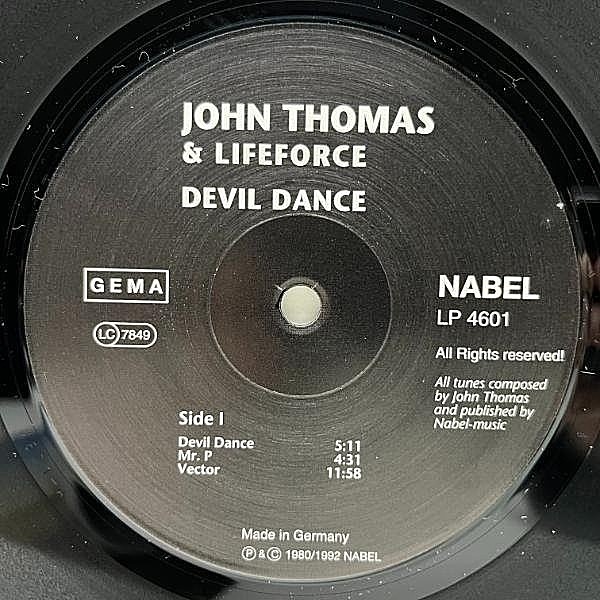 JOHN THOMAS
& LIFEFORCE
DEVIL DANCE
GEMA
LC 7849
NABEL
LP 4601
All Rights reserved!
All tunes composed
by John Thomas
and published by
Nabel-music
Side I
Devil Dance 5:11
Mr. P 4:31
Vector 11:58
Made in Germany
Ⓟ & © 1980/1992 NABEL